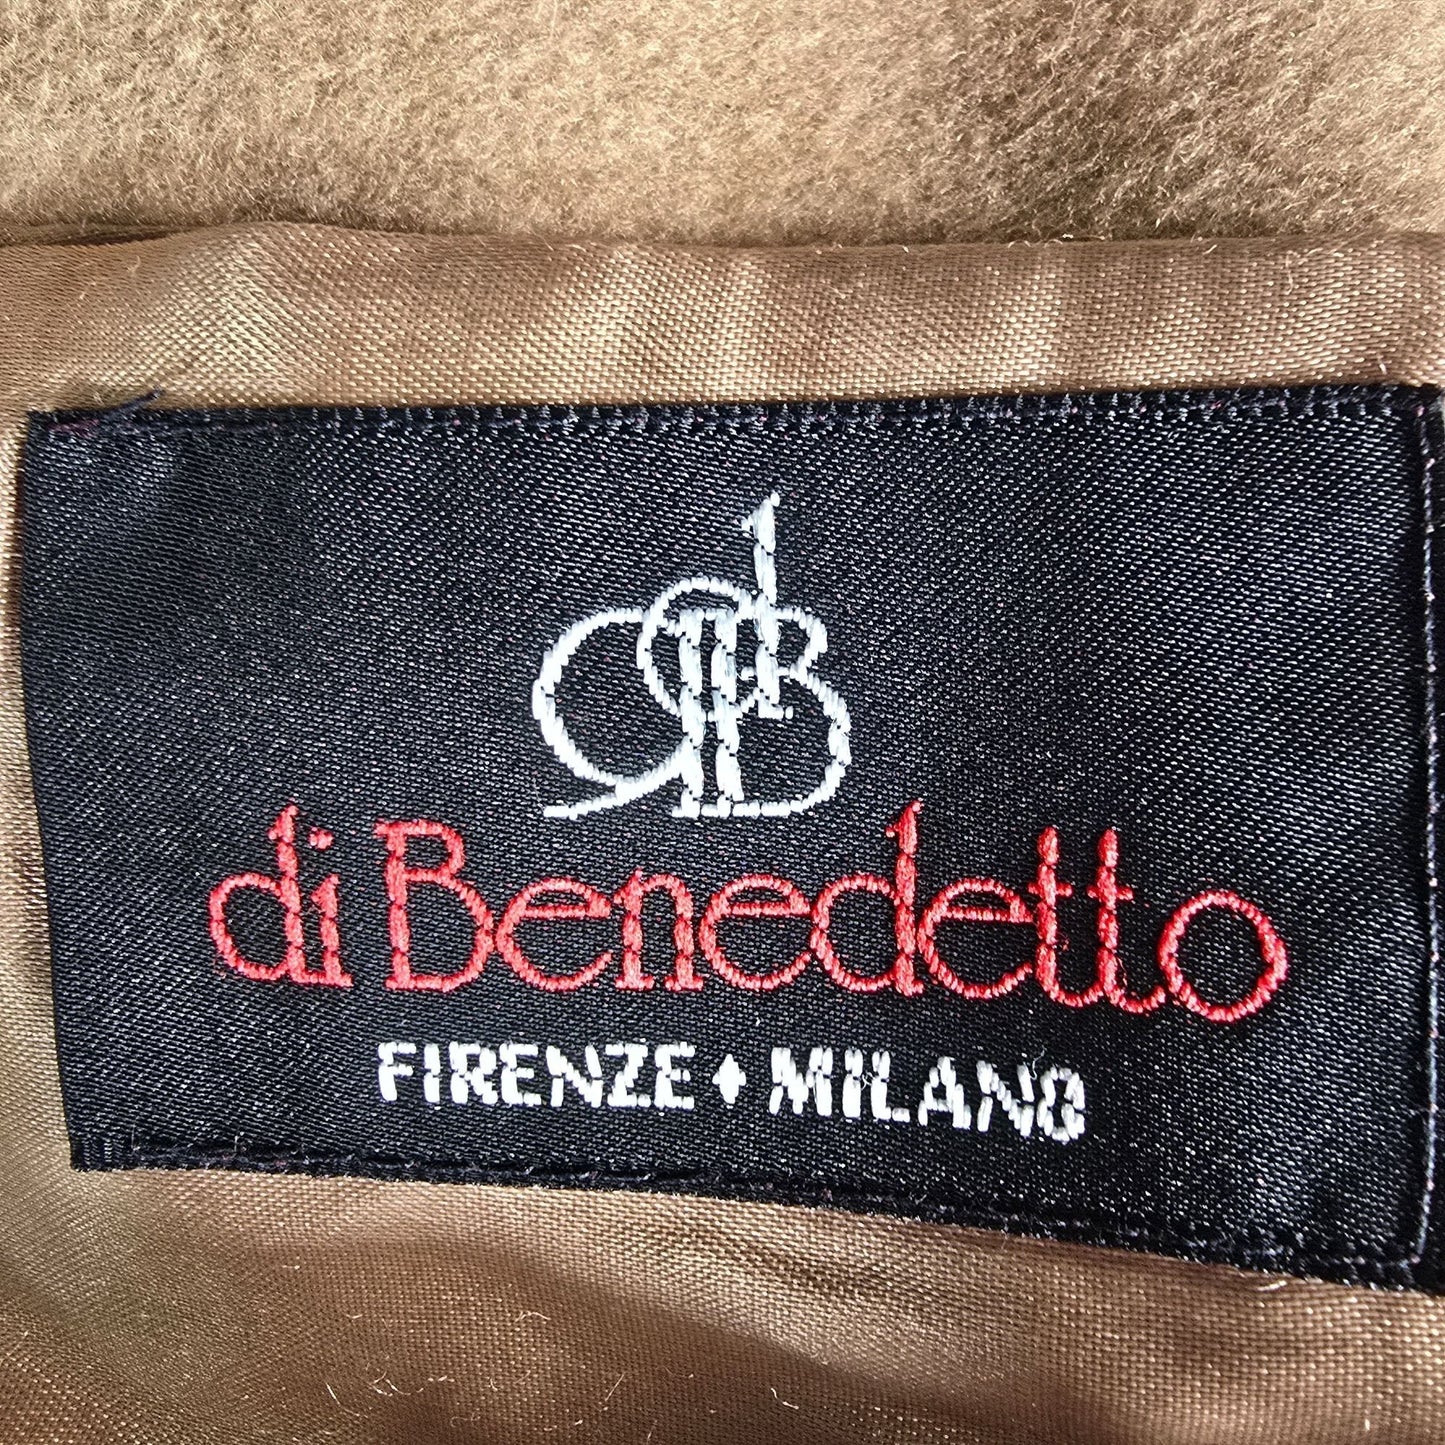 di Benedetto
FIRENZE ♦ MILANO